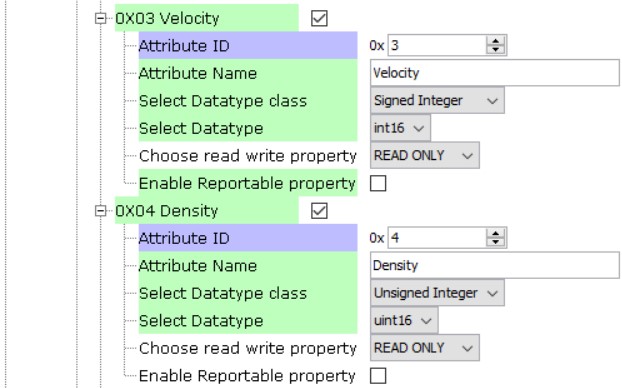 0X03 Velocity
Attribute ID 0x 3
Attribute Name Velocity
Select Datatype class Signed Integer
Select Datatype int16
Choose read write property READ ONLY
Enable Reportable property
0X04 Density
Attribute ID 0x 4
Attribute Name Density
Select Datatype class Unsigned Integer
Select Datatype uint16
Choose read write property READ ONLY
Enable Reportable property